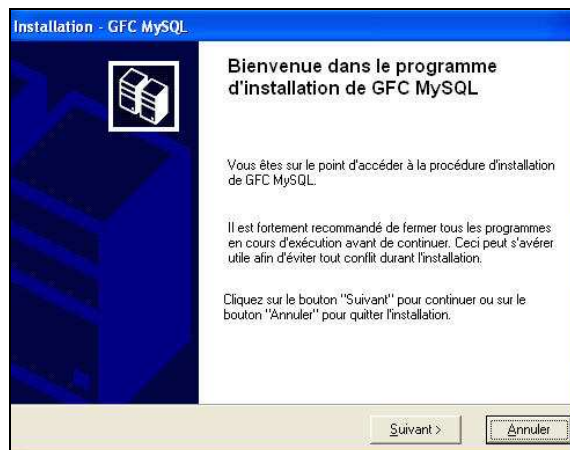 Installation - GFC MySQL
Bienvenue dans le programme
d'installation de GFC MySQL
Vous êtes sur le point d'accéder à la procédure d'installation
de GFC MySQL.
Il est fortement recommandé de fermer tous les programmes
en cours d'exécution avant de continuer. Ceci peut s'avérer
utile afin d'éviter tout conflit durant l'installation.
Cliquez sur le bouton "Suivant" pour continuer ou sur le
bouton "Annuler" pour quitter l'installation.
Suivant >
Annuler